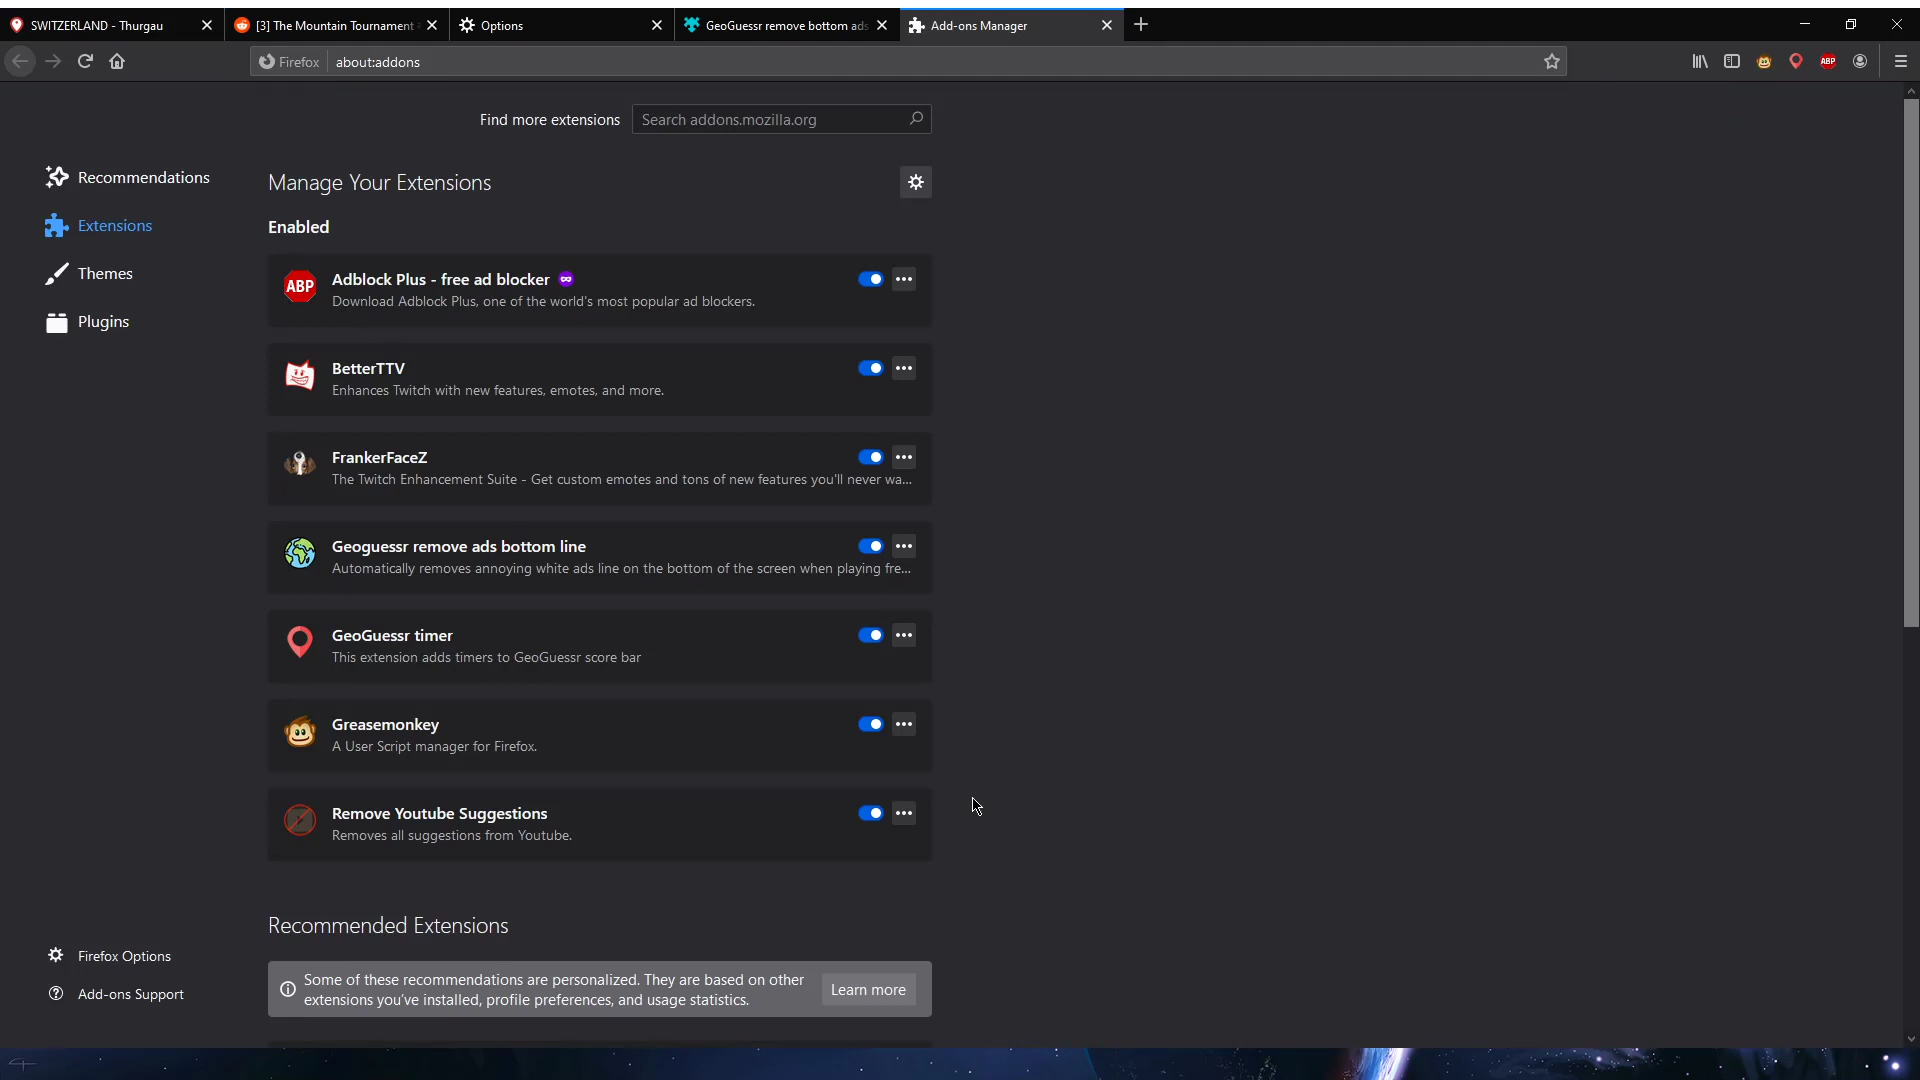 SWITZERLAND - Thurgau
[3] The Mountain Tournament
Options
GeoGuessr remove bottom ads
Add-ons Manager
Firefox
about:addons
ABP
Find more extensions
Search addons.mozilla.org
Recommendations
Extensions
Themes
Plugins
Manage Your Extensions
Enabled
ABP
Adblock Plus - free ad blocker
Download Adblock Plus, one of the world's most popular ad blockers.
BetterTTV
Enhances Twitch with new features, emotes, and more.
FrankerFaceZ
The Twitch Enhancement Suite - Get custom emotes and tons of new features you'll never wa...
Geoguessr remove ads bottom line
Automatically removes annoying white ads line on the bottom of the screen when playing fre...
GeoGuessr timer
This extension adds timers to GeoGuessr score bar
Greasemonkey
A User Script manager for Firefox.
Remove Youtube Suggestions
Removes all suggestions from Youtube.
Recommended Extensions
Some of these recommendations are personalized. They are based on other
extensions you've installed, profile preferences, and usage statistics.
Learn more
Firefox Options
Add-ons Support